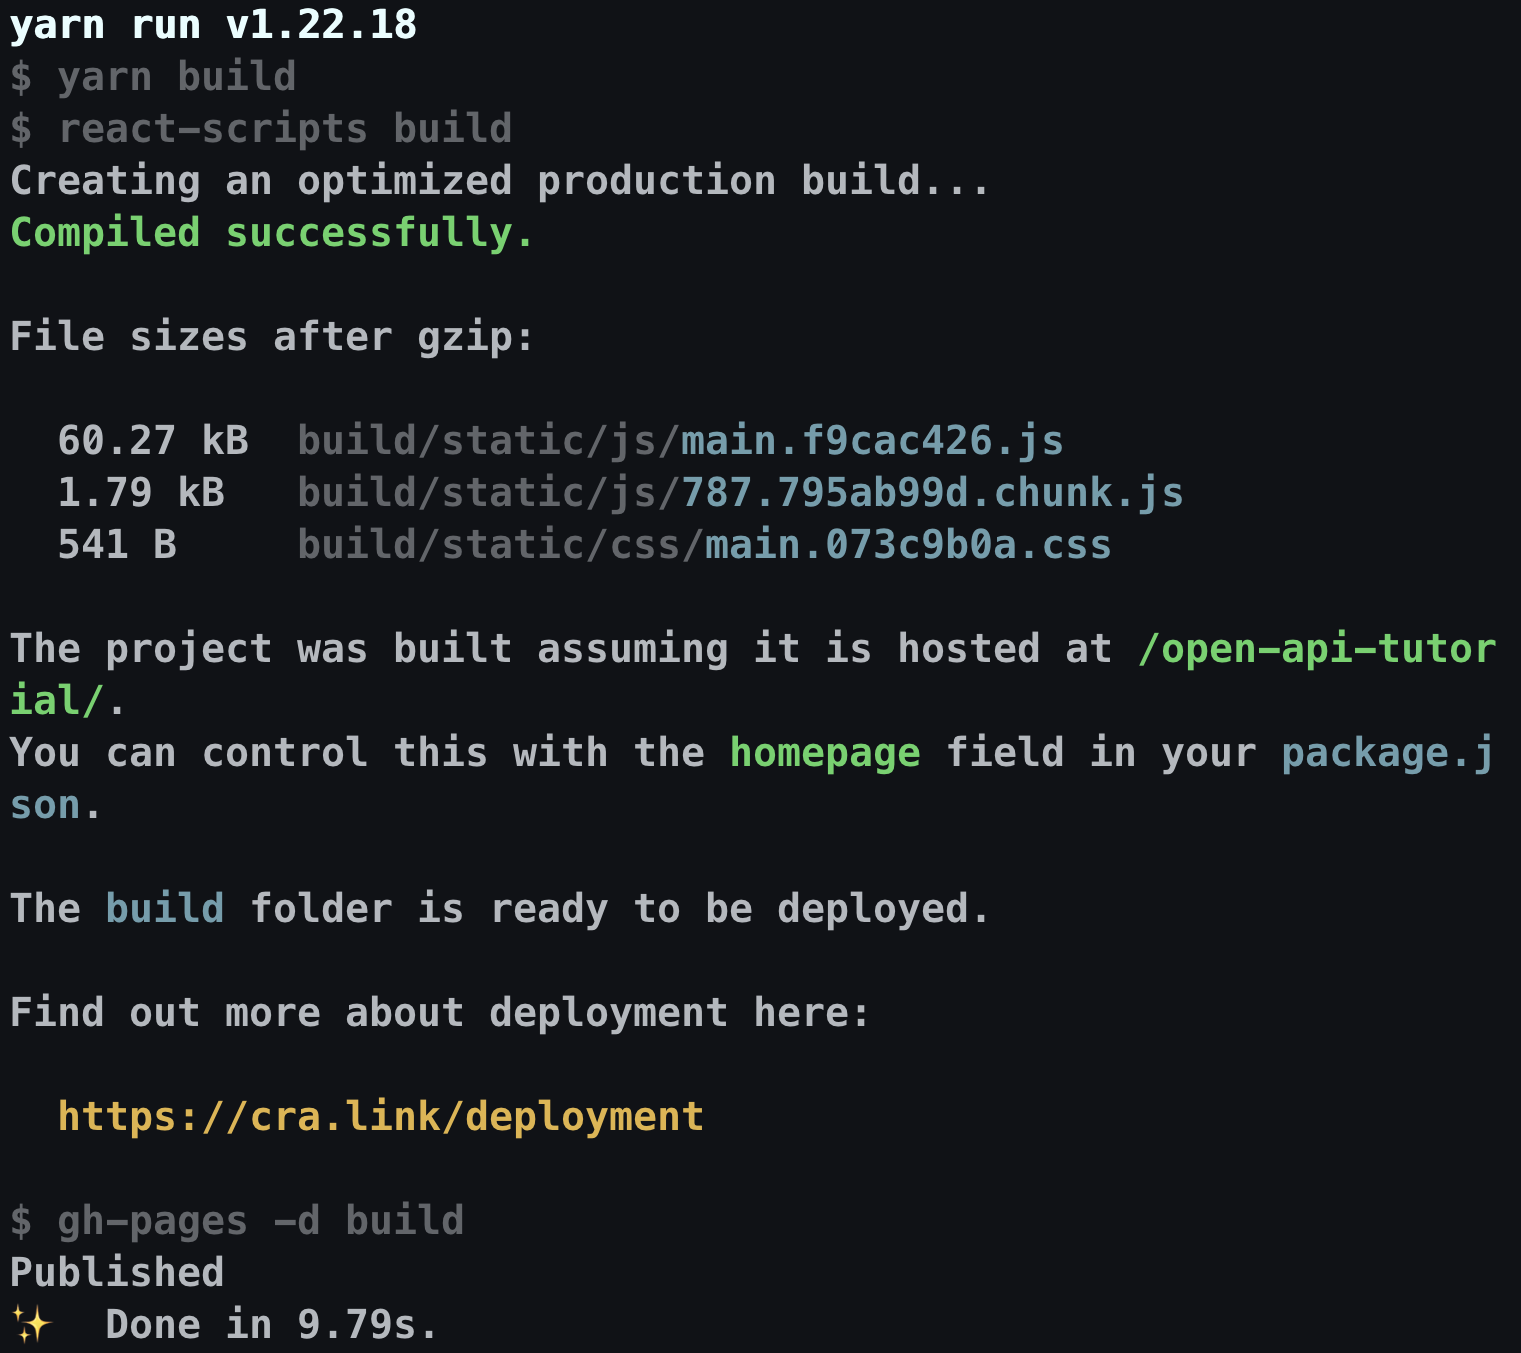 yarn run v1.22.18
$ yarn build
$ react-scripts build
Creating an optimized production build...
Compiled successfully.
File sizes after gzip:
60.27 kB  build/static/js/main.f9cac426.js
1.79 kB   build/static/js/787.795ab99d.chunk.js
541 B     build/static/css/main.073c9b0a.css
The project was built assuming it is hosted at /open-api-tutor
ial/.
You can control this with the homepage field in your package.j
son.
The build folder is ready to be deployed.
Find out more about deployment here:
https://cra.link/deployment
$ gh-pages -d build
Published
✨  Done in 9.79s.